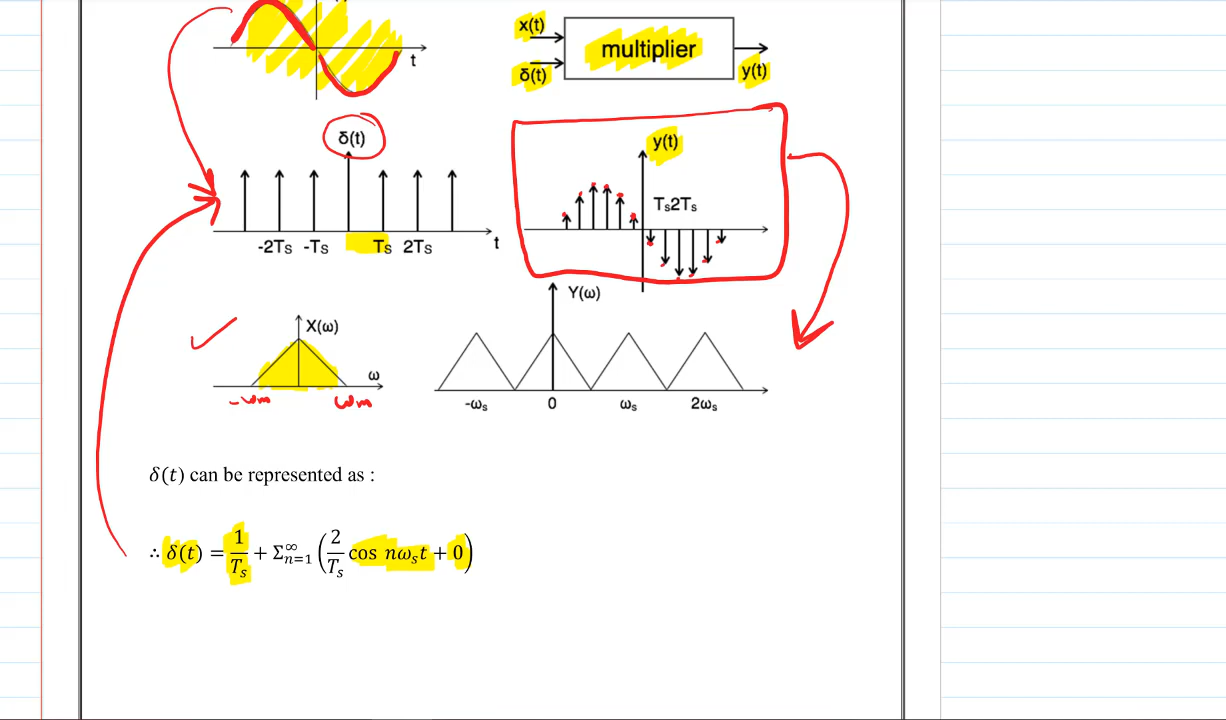 t
x(t)
δ(t)
multiplier
y(t)
δ(t)
-2Ts -Ts Ts 2Ts t
y(t)
Ts2Ts
X(ω)
ω
-ωm ωm
Y(ω)
-ωs 0 ωs 2ωs
δ(t) can be represented as :
∴ δ(t) = 1/Tₛ + Σₙ₌₁^∞ (2/Tₛ cos nωₛt + 0)